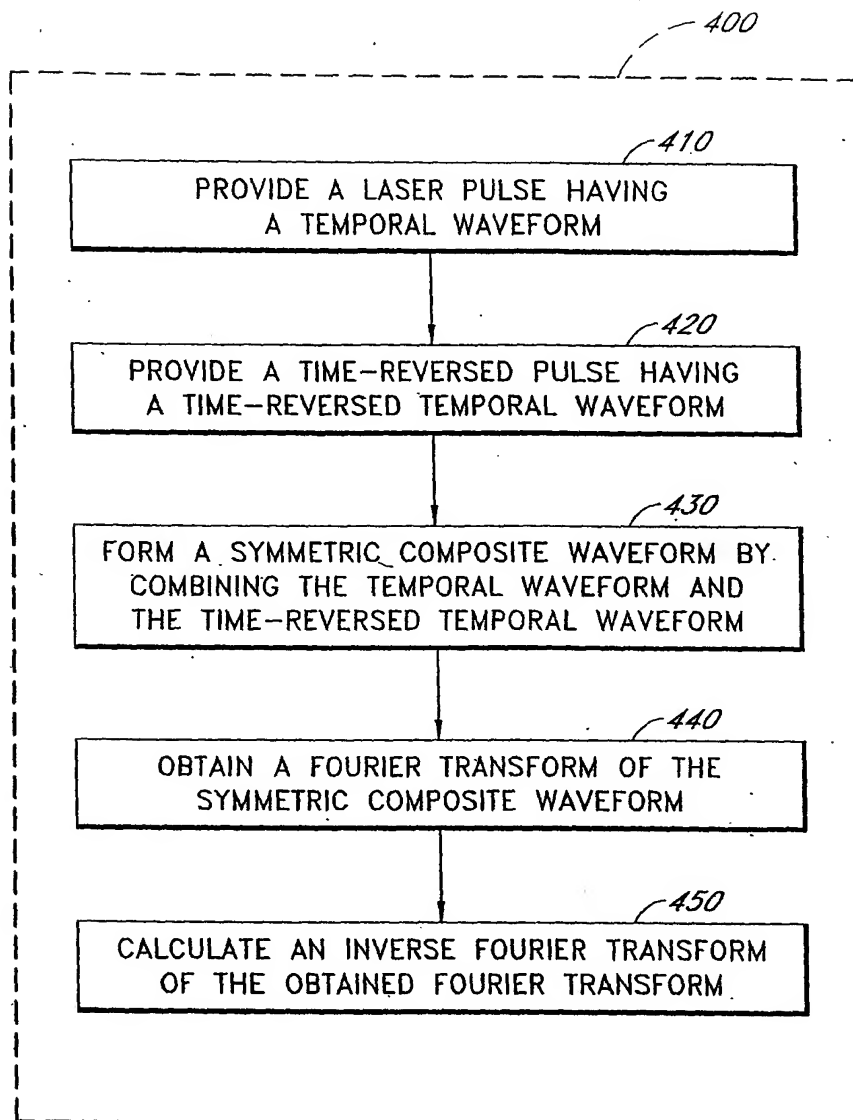 400
410
PROVIDE A LASER PULSE HAVING
A TEMPORAL WAVEFORM
420
PROVIDE A TIME-REVERSED PULSE HAVING
A TIME-REVERSED TEMPORAL WAVEFORM
430
FORM A SYMMETRIC COMPOSITE WAVEFORM BY
COMBINING THE TEMPORAL WAVEFORM AND
THE TIME-REVERSED TEMPORAL WAVEFORM
440
OBTAIN A FOURIER TRANSFORM OF THE
SYMMETRIC COMPOSITE WAVEFORM
450
CALCULATE AN INVERSE FOURIER TRANSFORM
OF THE OBTAINED FOURIER TRANSFORM